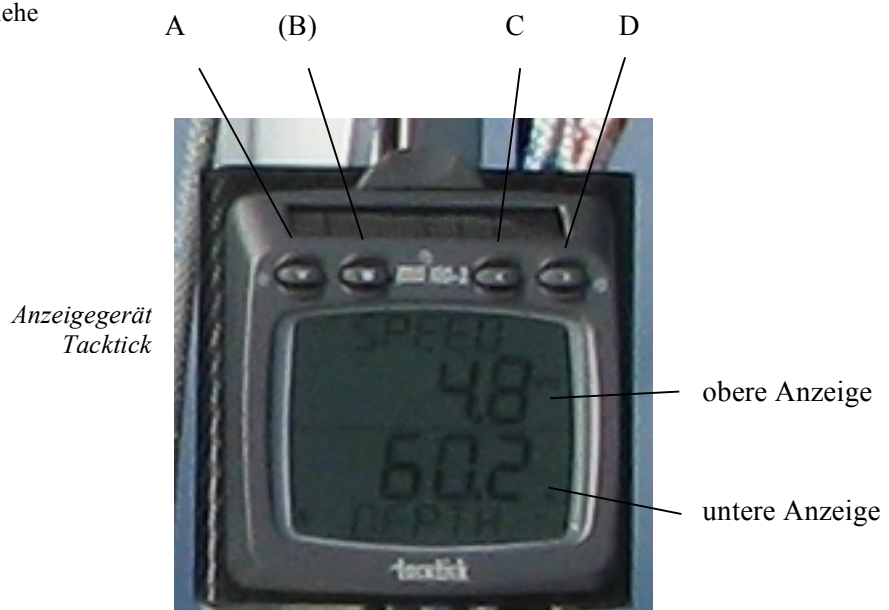 ehe
A (B) C D
SPEED
4.8
60.2
DEPTH
tacktick
Anzeigegerät
Tacktick
obere Anzeige
untere Anzeige